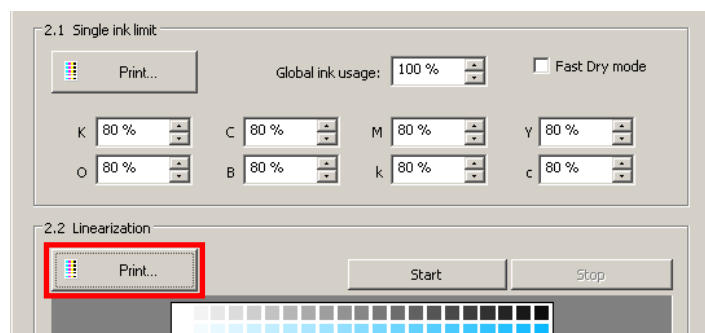 2.1 Single ink limit
Print... Global ink usage: 100 % Fast Dry mode
K 80 % C 80 % M 80 % Y 80 %
O 80 % B 80 % k 80 % c 80 %
2.2 Linearization
Print... Start Stop